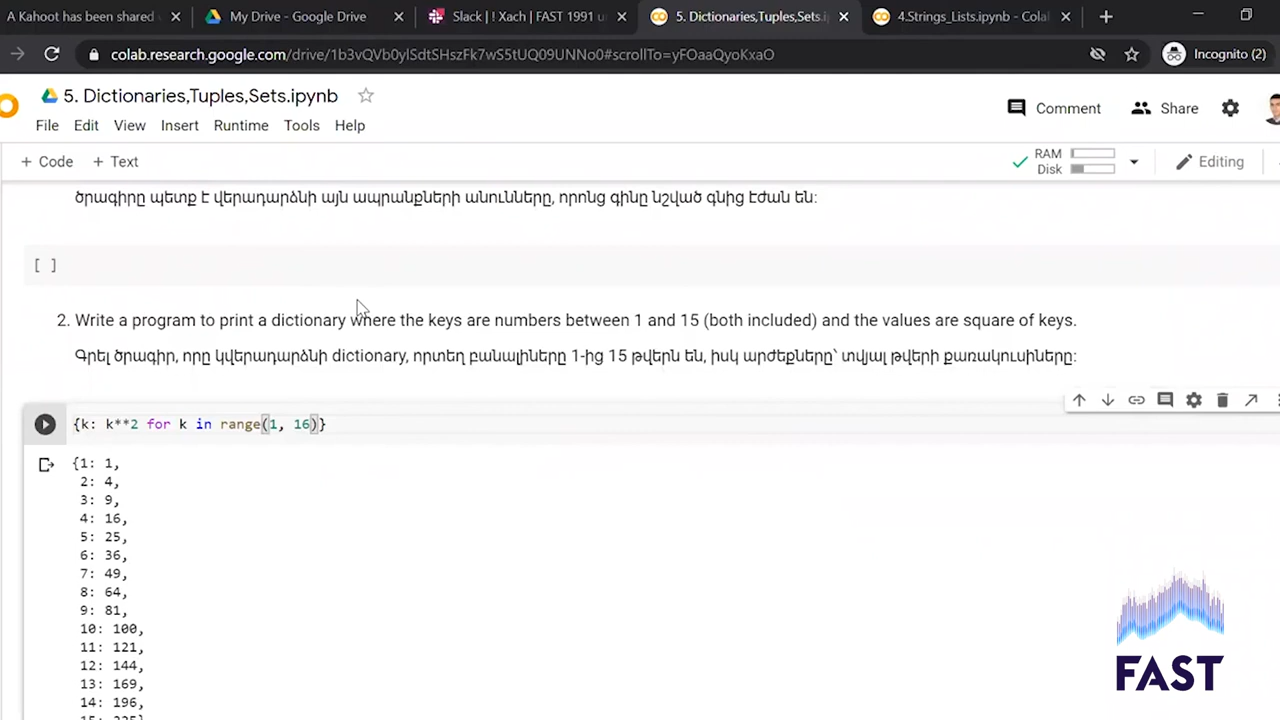 A Kahoot has been shared
My Drive - Google Drive
Slack | ! Xach | FAST 1991
5. Dictionaries,Tuples,Sets.i
4.Strings_Lists.ipynb - Cola
colab.research.google.com/drive/1b3vQVb0ylSdtSHszFk7wS5tUQ09UNNo0#scrollTo=yFOaaQyoKxaO
Incognito (2)
5. Dictionaries,Tuples,Sets.ipynb
Comment
Share
File Edit View Insert Runtime Tools Help
+ Code + Text
RAM
Disk
Editing
ծրագիրը պետք է վերադարձնի այն ապրանքների անունները, որոնց գինը նշված գնից էժան են:
[ ]
2. Write a program to print a dictionary where the keys are numbers between 1 and 15 (both included) and the values are square of keys.
Գրել ծրագիր, որը կվերադարձնի dictionary, որտեղ բանալիները 1-ից 15 թվերն են, իսկ արժեքները՝ տվյալ թվերի քառակուսիները:
{k: k**2 for k in range(1, 16)}
{1: 1,
2: 4,
3: 9,
4: 16,
5: 25,
6: 36,
7: 49,
8: 64,
9: 81,
10: 100,
11: 121,
12: 144,
13: 169,
14: 196,
15: 225}
FAST